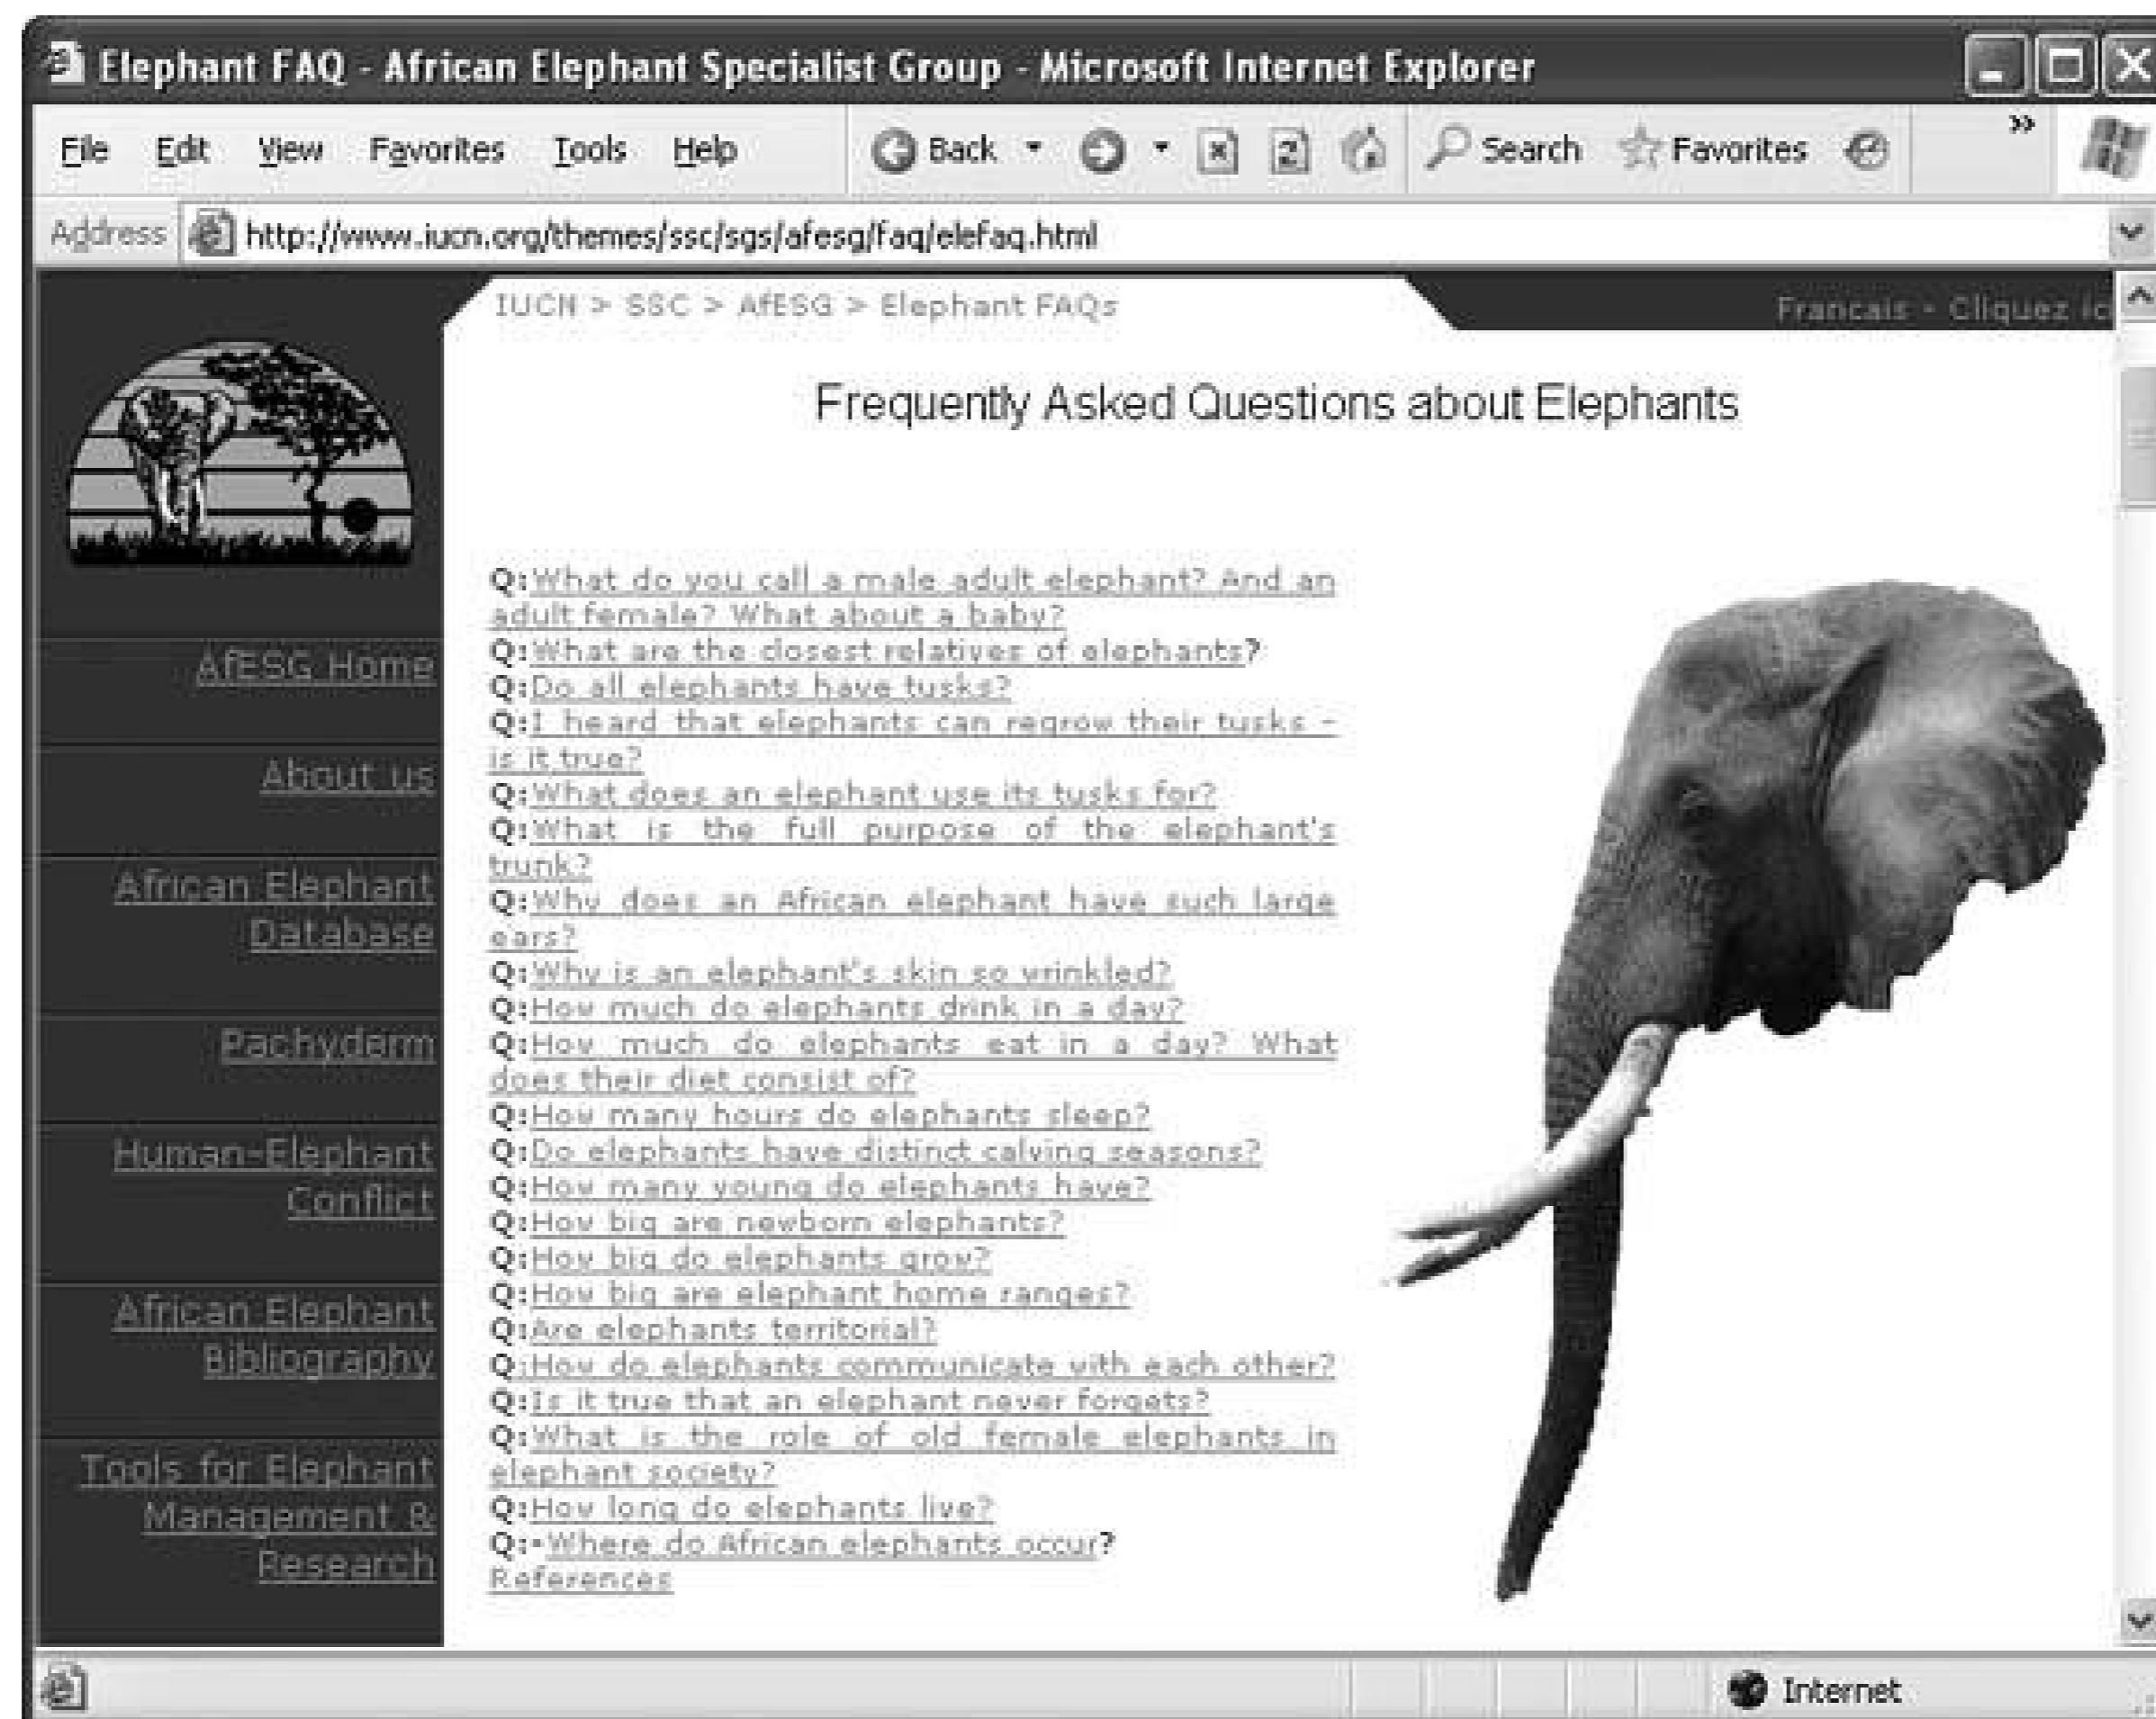 Elephant FAQ - African Elephant Specialist Group - Microsoft Internet Explorer
File Edit View Favorites Tools Help Back Search Favorites »
Address http://www.iucn.org/themes/ssc/sgs/afesg/faq/elefaq.html
IUCN > SSC > AfESG > Elephant FAQs
Francais - Cliquez ic
Frequently Asked Questions about Elephants
AfESG Home
About us
African Elephant
Database
Pachyderm
Human-Elephant
Conflict
African Elephant
Bibliography
Tools for Elephant
Management &
Research
Q:What do you call a male adult elephant? And an
adult female? What about a baby?
Q:What are the closest relatives of elephants?
Q:Do all elephants have tusks?
Q:I heard that elephants can regrow their tusks -
is it true?
Q:What does an elephant use its tusks for?
Q:What is the full purpose of the elephant's
trunk?
Q:Why does an African elephant have such large
ears?
Q:Why is an elephant's skin so wrinkled?
Q:How much do elephants drink in a day?
Q:How much do elephants eat in a day? What
does their diet consist of?
Q:How many hours do elephants sleep?
Q:Do elephants have distinct calving seasons?
Q:How many young do elephants have?
Q:How big are newborn elephants?
Q:How big do elephants grow?
Q:How big are elephant home ranges?
Q:Are elephants territorial?
Q:How do elephants communicate with each other?
Q:Is it true that an elephant never forgets?
Q:What is the role of old female elephants in
elephant society?
Q:How long do elephants live?
Q:-Where do African elephants occur?
References
Internet